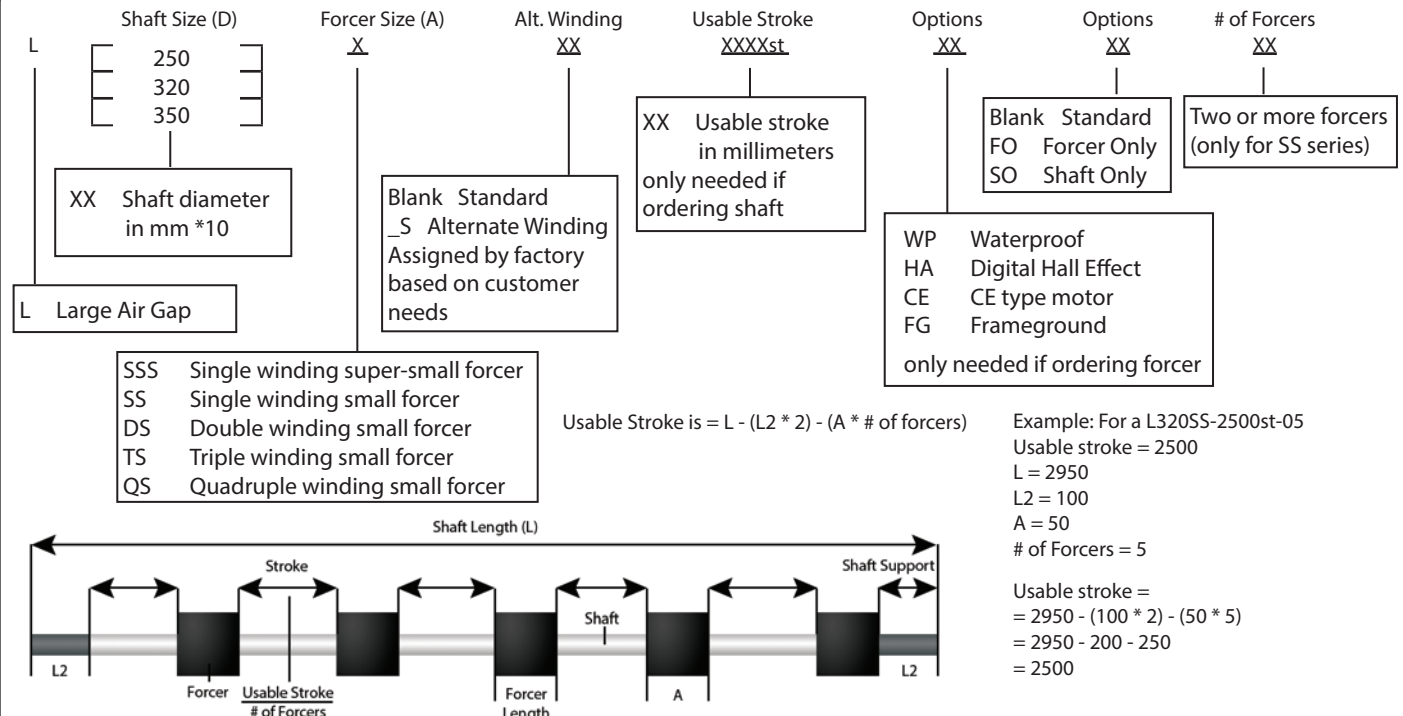 Shaft Size (D) Forcer Size (A) Alt. Winding Usable Stroke Options Options # of Forcers
L X XX XXXXst XX XX XX
250
320
350
XX Shaft diameter
in mm *10
L Large Air Gap
Blank Standard
_S Alternate Winding
Assigned by factory
based on customer
needs
XX Usable stroke
in millimeters
only needed if
ordering shaft
Blank Standard
FO Forcer Only
SO Shaft Only
Two or more forcers
(only for SS series)
WP Waterproof
HA Digital Hall Effect
CE CE type motor
FG Frameground
only needed if ordering forcer
SSS Single winding super-small forcer
SS Single winding small forcer
DS Double winding small forcer
TS Triple winding small forcer
QS Quadruple winding small forcer
Usable Stroke is = L - (L2 * 2) - (A * # of forcers)
Example: For a L320SS-2500st-05
Usable stroke = 2500
L = 2950
L2 = 100
A = 50
# of Forcers = 5
Usable stroke =
= 2950 - (100 * 2) - (50 * 5)
= 2950 - 200 - 250
= 2500
Shaft Length (L)
Stroke
Shaft Support
Shaft
L2
Forcer
Usable Stroke
# of Forcers
Forcer
Length
A
L2